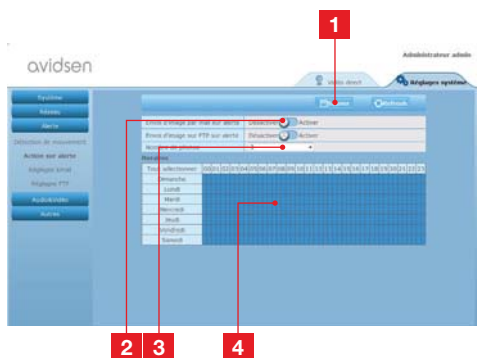 1
Administrateur admin
avidsen
Vidéo direct
Réglages système
Système
Réseau
Alerte
Détection de mouvement
Action sur alerte
Réglages email
Réglages FTP
Audio&Vidéo
Autres
Refresh
Envoi d'image par mail sur alerte Désactiver Activer
Envoi d'image sur FTP sur alerte Désactiver Activer
Nombre de photos
Horaires
Tout sélectionner 00 01 02 03 04 05 06 07 08 09 10 11 12 13 14 15 16 17 18 19 20 21 22 23
Dimanche
Lundi
Mardi
Mercredi
Jeudi
Vendredi
Samedi
2 3 4